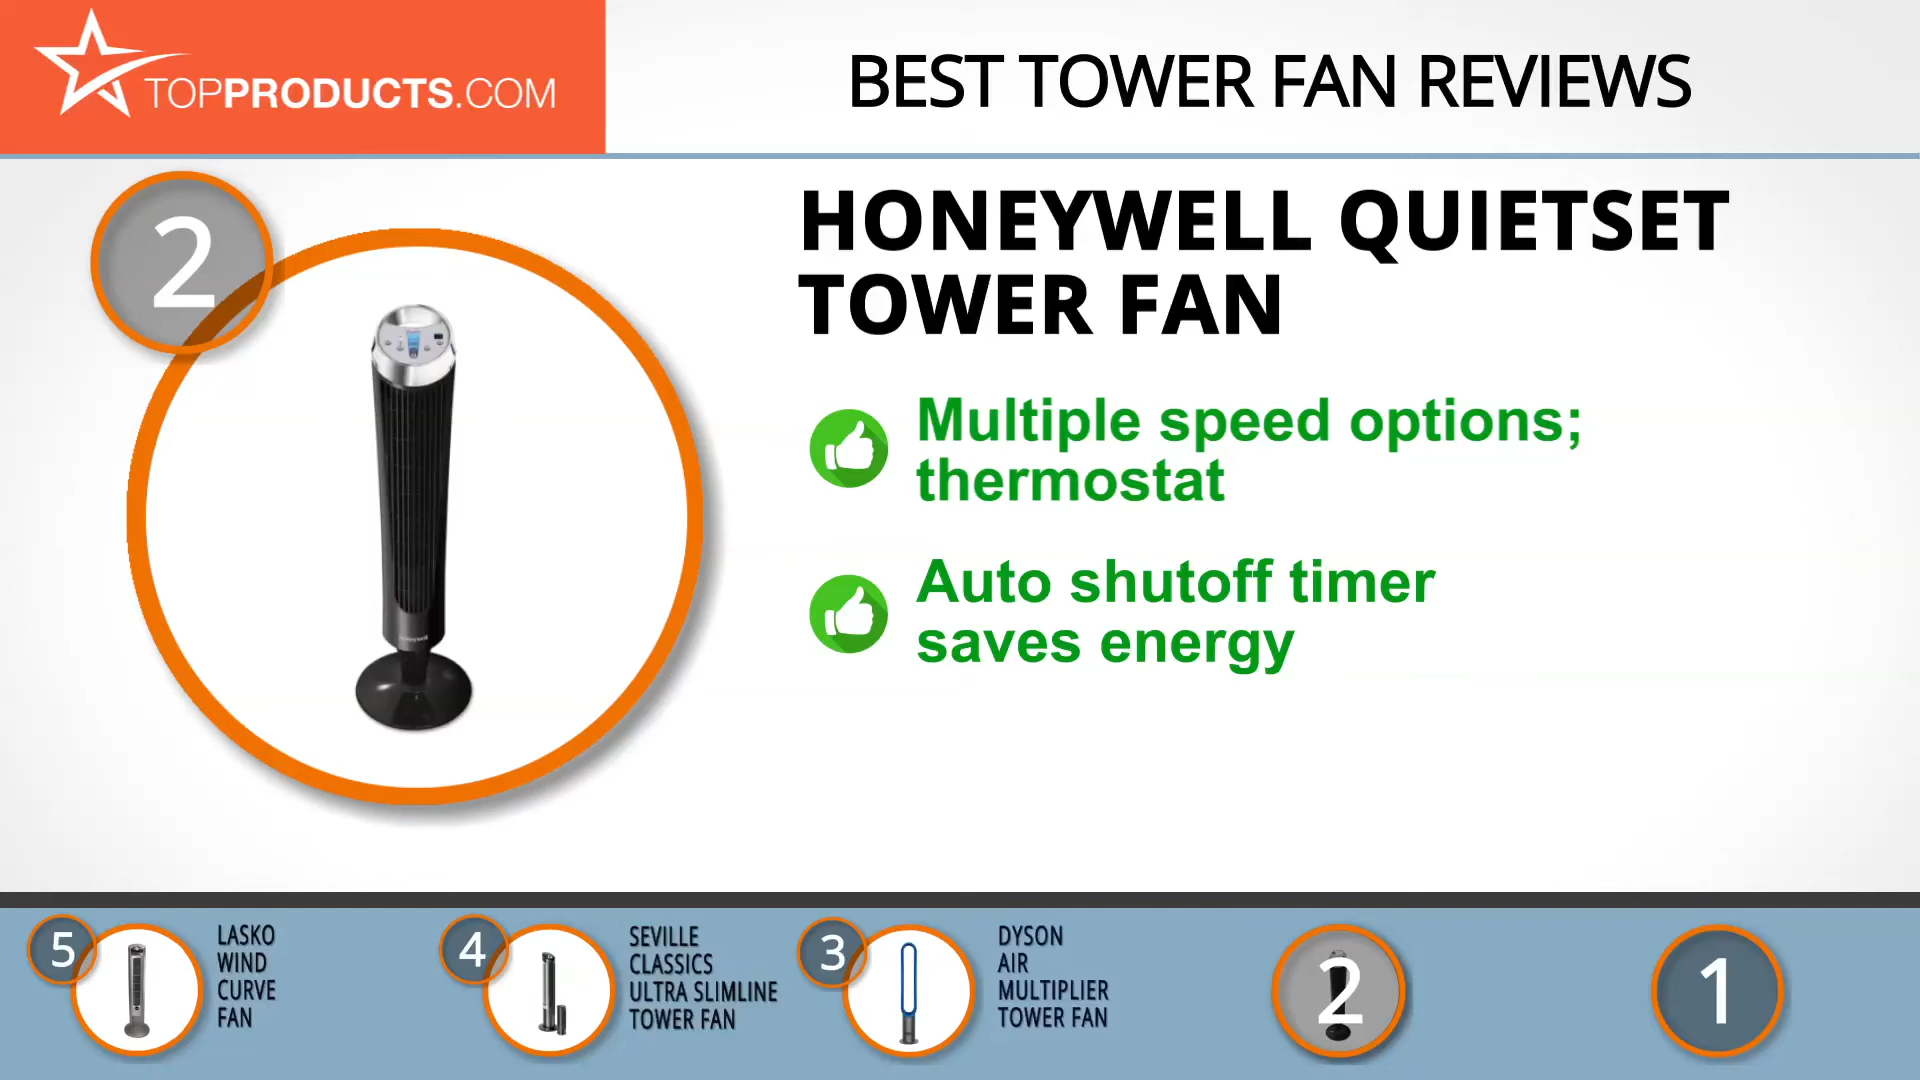 TOPPRODUCTS.COM
BEST TOWER FAN REVIEWS
2
HONEYWELL QUIETSET
TOWER FAN
Multiple speed options;
thermostat
Auto shutoff timer
saves energy
5
LASKO
WIND
CURVE
FAN
4
SEVILLE
CLASSICS
ULTRA SLIMLINE
TOWER FAN
3
DYSON
AIR
MULTIPLIER
TOWER FAN
2
1